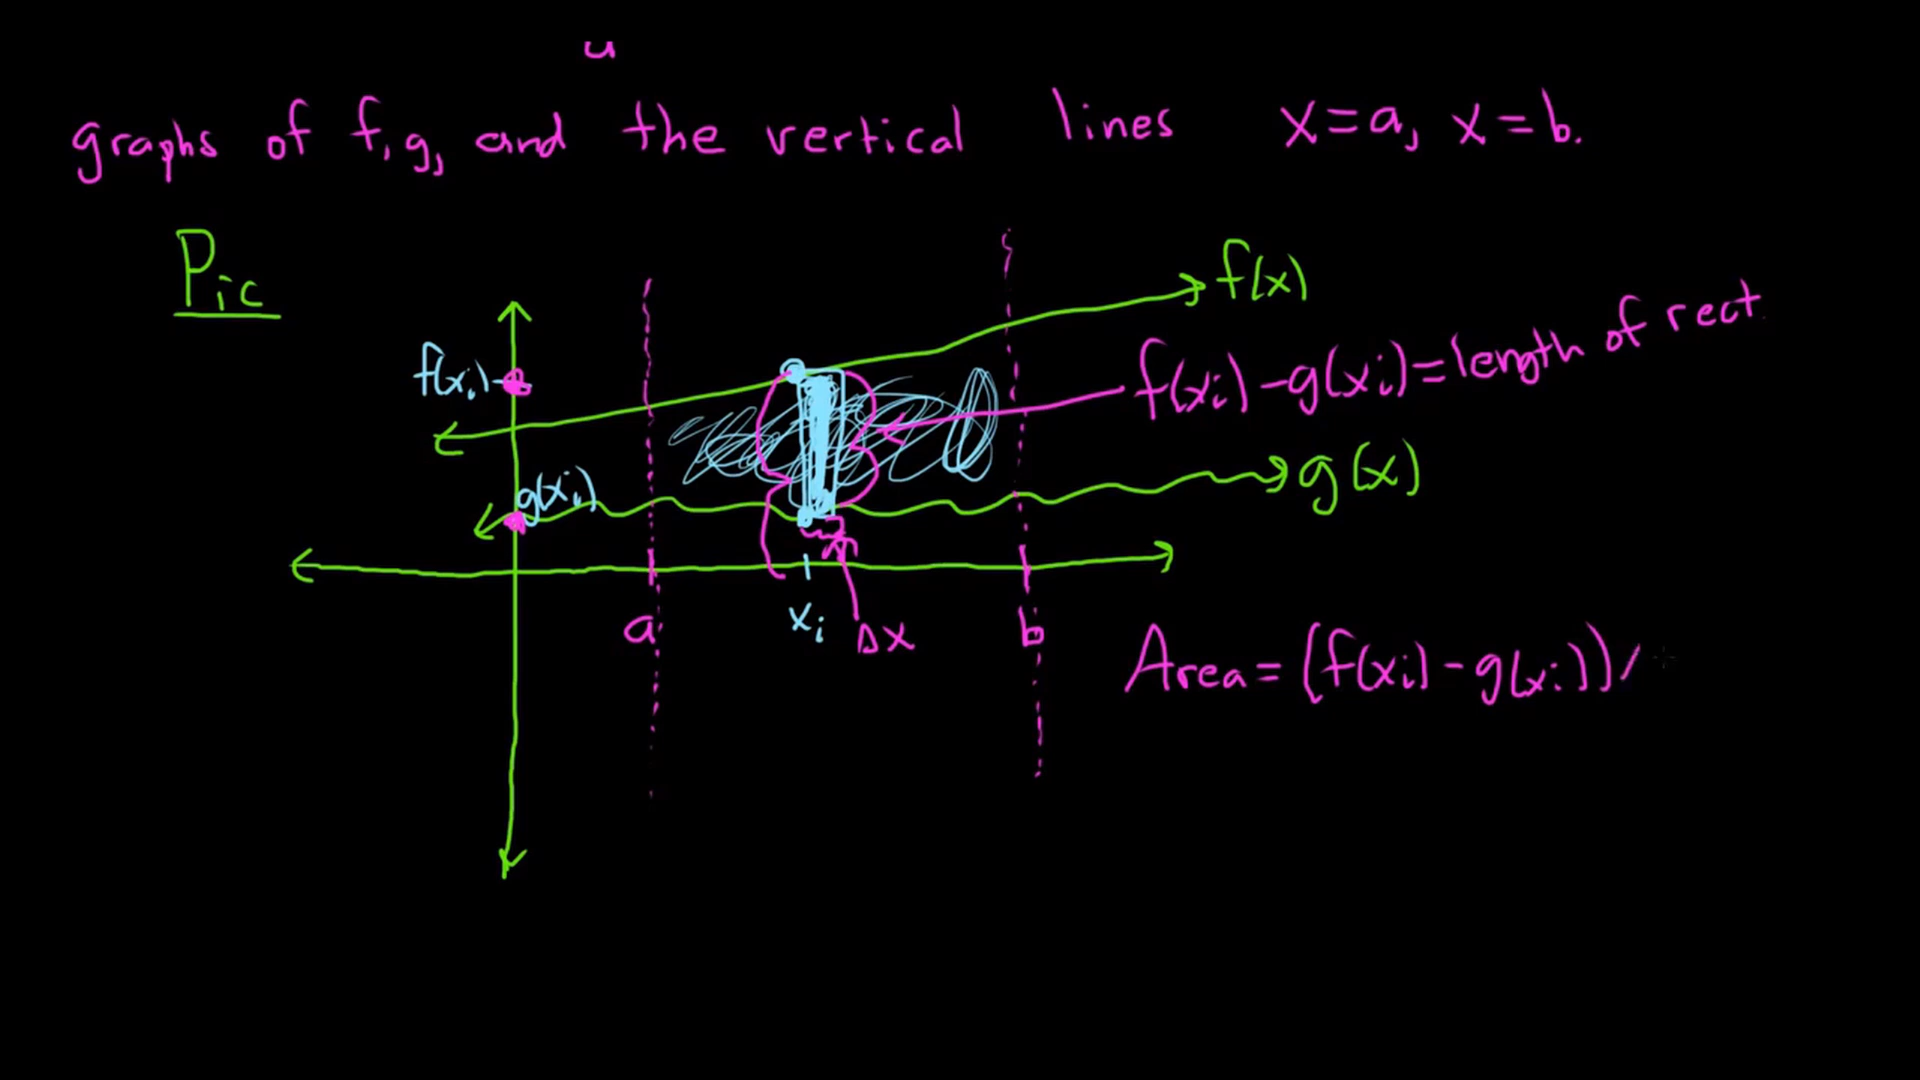 graphs of f, g, and the vertical lines x=a, x=b.
Pic
f(x)
f(xi)
f(xi)-g(xi)=length of rect
g(x)
g(xi)
a
xi
Δx
b
Area=(f(xi)-g(xi))